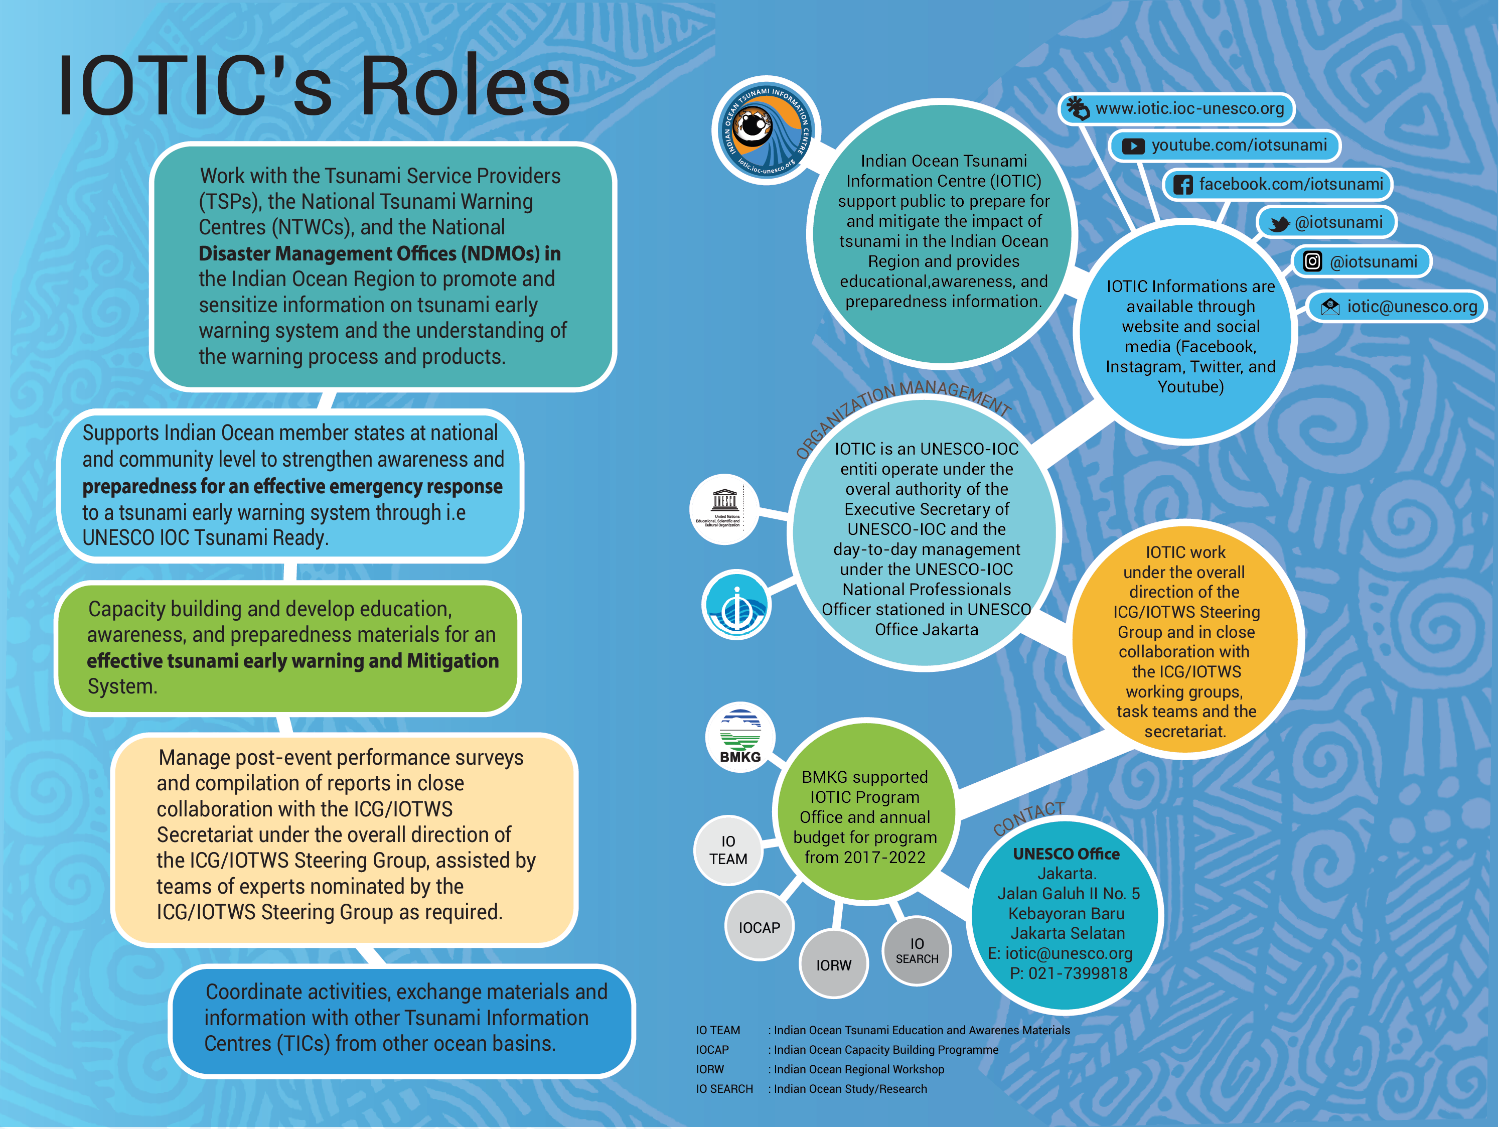 IOTIC's Roles
Work with the Tsunami Service Providers
(TSPs), the National Tsunami Warning
Centres (NTWCs), and the National
Disaster Management Offices (NDMOs) in
the Indian Ocean Region to promote and
sensitize information on tsunami early
warning system and the understanding of
the warning process and products.
Supports Indian Ocean member states at national
and community level to strengthen awareness and
preparedness for an effective emergency response
to a tsunami early warning system through i.e
UNESCO IOC Tsunami Ready.
Capacity building and develop education,
awareness, and preparedness materials for an
effective tsunami early warning and Mitigation
System.
Manage post-event performance surveys
and compilation of reports in close
collaboration with the ICG/IOTWS
Secretariat under the overall direction of
the ICG/IOTWS Steering Group, assisted by
teams of experts nominated by the
ICG/IOTWS Steering Group as required.
Coordinate activities, exchange materials and
information with other Tsunami Information
Centres (TICs) from other ocean basins.
INDIAN OCEAN TSUNAMI INFORMATION CENTRE
iotic.ioc-unesco.org
Indian Ocean Tsunami
Information Centre (IOTIC)
support public to prepare for
and mitigate the impact of
tsunami in the Indian Ocean
Region and provides
educational,awareness, and
preparedness information.
www.iotic.ioc-unesco.org
youtube.com/iotsunami
facebook.com/iotsunami
@iotsunami
@iotsunami
iotic@unesco.org
IOTIC Informations are
available through
website and social
media (Facebook,
Instagram, Twitter, and
Youtube)
ORGANIZATION MANAGEMENT
IOTIC is an UNESCO-IOC
entiti operate under the
overal authority of the
Executive Secretary of
UNESCO-IOC and the
day-to-day management
under the UNESCO-IOC
National Professionals
Officer stationed in UNESCO
Office Jakarta
UNESCO
United Nations
Educational, Scientific and
Cultural Organization
IOTIC work
under the overall
direction of the
ICG/IOTWS Steering
Group and in close
collaboration with
the ICG/IOTWS
working groups,
task teams and the
secretariat.
BMKG
BMKG supported
IOTIC Program
Office and annual
budget for program
from 2017-2022
IO
TEAM
IOCAP
IORW
IO
SEARCH
CONTACT
UNESCO Office
Jakarta.
Jalan Galuh II No. 5
Kebayoran Baru
Jakarta Selatan
E: iotic@unesco.org
P: 021-7399818
IO TEAM : Indian Ocean Tsunami Education and Awarenes Materials
IOCAP : Indian Ocean Capacity Building Programme
IORW : Indian Ocean Regional Workshop
IO SEARCH : Indian Ocean Study/Research